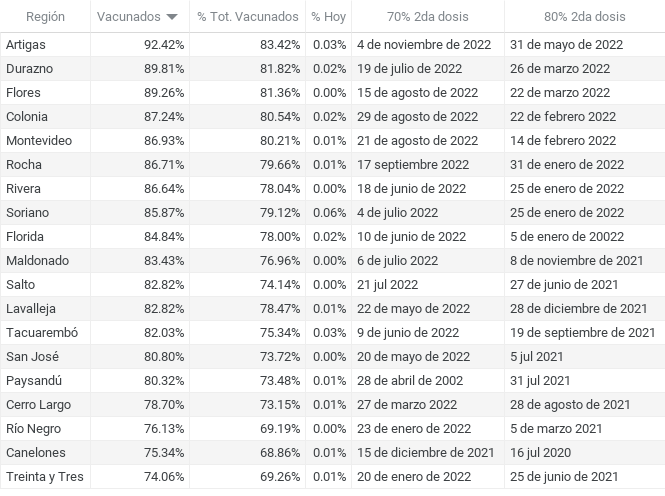 Región Vacunados % Tot. Vacunados % Hoy 70% 2da dosis 80% 2da dosis
Artigas 92.42% 83.42% 0.03% 4 de noviembre de 2022 31 de mayo de 2022
Durazno 89.81% 81.82% 0.02% 19 de julio de 2022 26 de marzo 2022
Flores 89.26% 81.36% 0.00% 15 de agosto de 2022 22 de marzo 2022
Colonia 87.24% 80.54% 0.02% 29 de agosto de 2022 22 de febrero 2022
Montevideo 86.93% 80.21% 0.01% 21 de agosto de 2022 14 de febrero 2022
Rocha 86.71% 79.66% 0.01% 17 septiembre 2022 31 de enero de 2022
Rivera 86.64% 78.04% 0.00% 18 de junio de 2022 25 de enero de 2022
Soriano 85.87% 79.12% 0.06% 4 de julio 2022 25 de enero de 2022
Florida 84.84% 78.00% 0.02% 10 de junio de 2022 5 de enero de 20022
Maldonado 83.43% 76.96% 0.00% 6 de julio 2022 8 de noviembre de 2021
Salto 82.82% 74.14% 0.00% 21 jul 2022 27 de junio de 2021
Lavalleja 82.82% 78.47% 0.01% 22 de mayo de 2022 28 de diciembre de 2021
Tacuarembó 82.03% 75.34% 0.03% 9 de junio de 2022 19 de septiembre de 2021
San José 80.80% 73.72% 0.00% 20 de mayo de 2022 5 jul 2021
Paysandú 80.32% 73.48% 0.01% 28 de abril de 2002 31 jul 2021
Cerro Largo 78.70% 73.15% 0.01% 27 de marzo de 2022 28 de agosto de 2021
Río Negro 76.13% 69.19% 0.00% 23 de enero de 2022 5 de marzo 2021
Canelones 75.34% 68.86% 0.01% 15 de diciembre de 2021 16 jul 2020
Treinta y Tres 74.06% 69.26% 0.01% 20 de enero de 2022 25 de junio de 2021